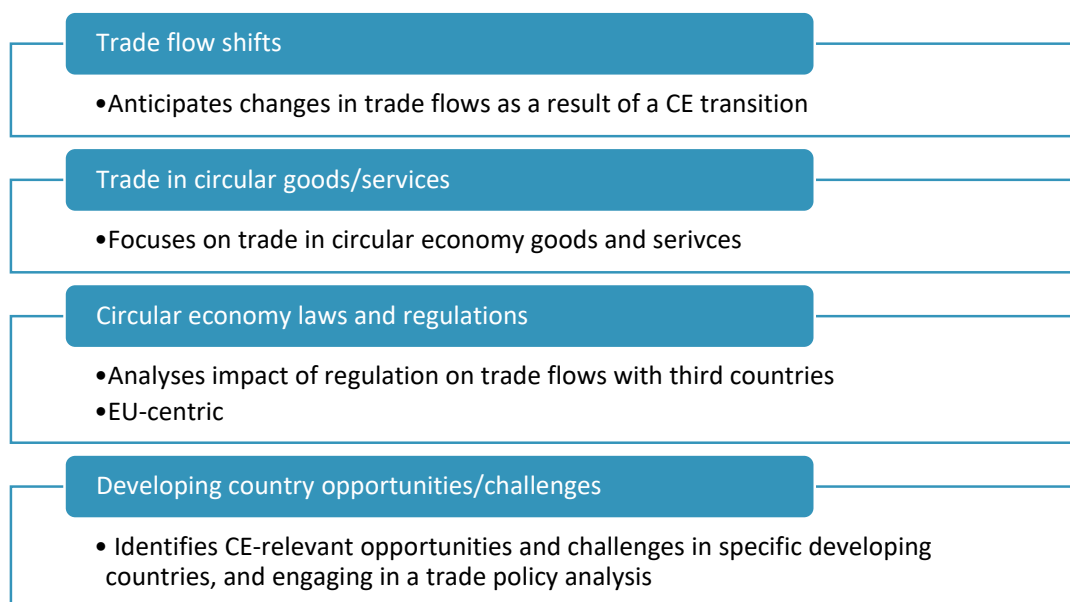 Trade flow shifts
•Anticipates changes in trade flows as a result of a CE transition
Trade in circular goods/services
•Focuses on trade in circular economy goods and serivces
Circular economy laws and regulations
•Analyses impact of regulation on trade flows with third countries
•EU-centric
Developing country opportunities/challenges
• Identifies CE-relevant opportunities and challenges in specific developing
countries, and engaging in a trade policy analysis